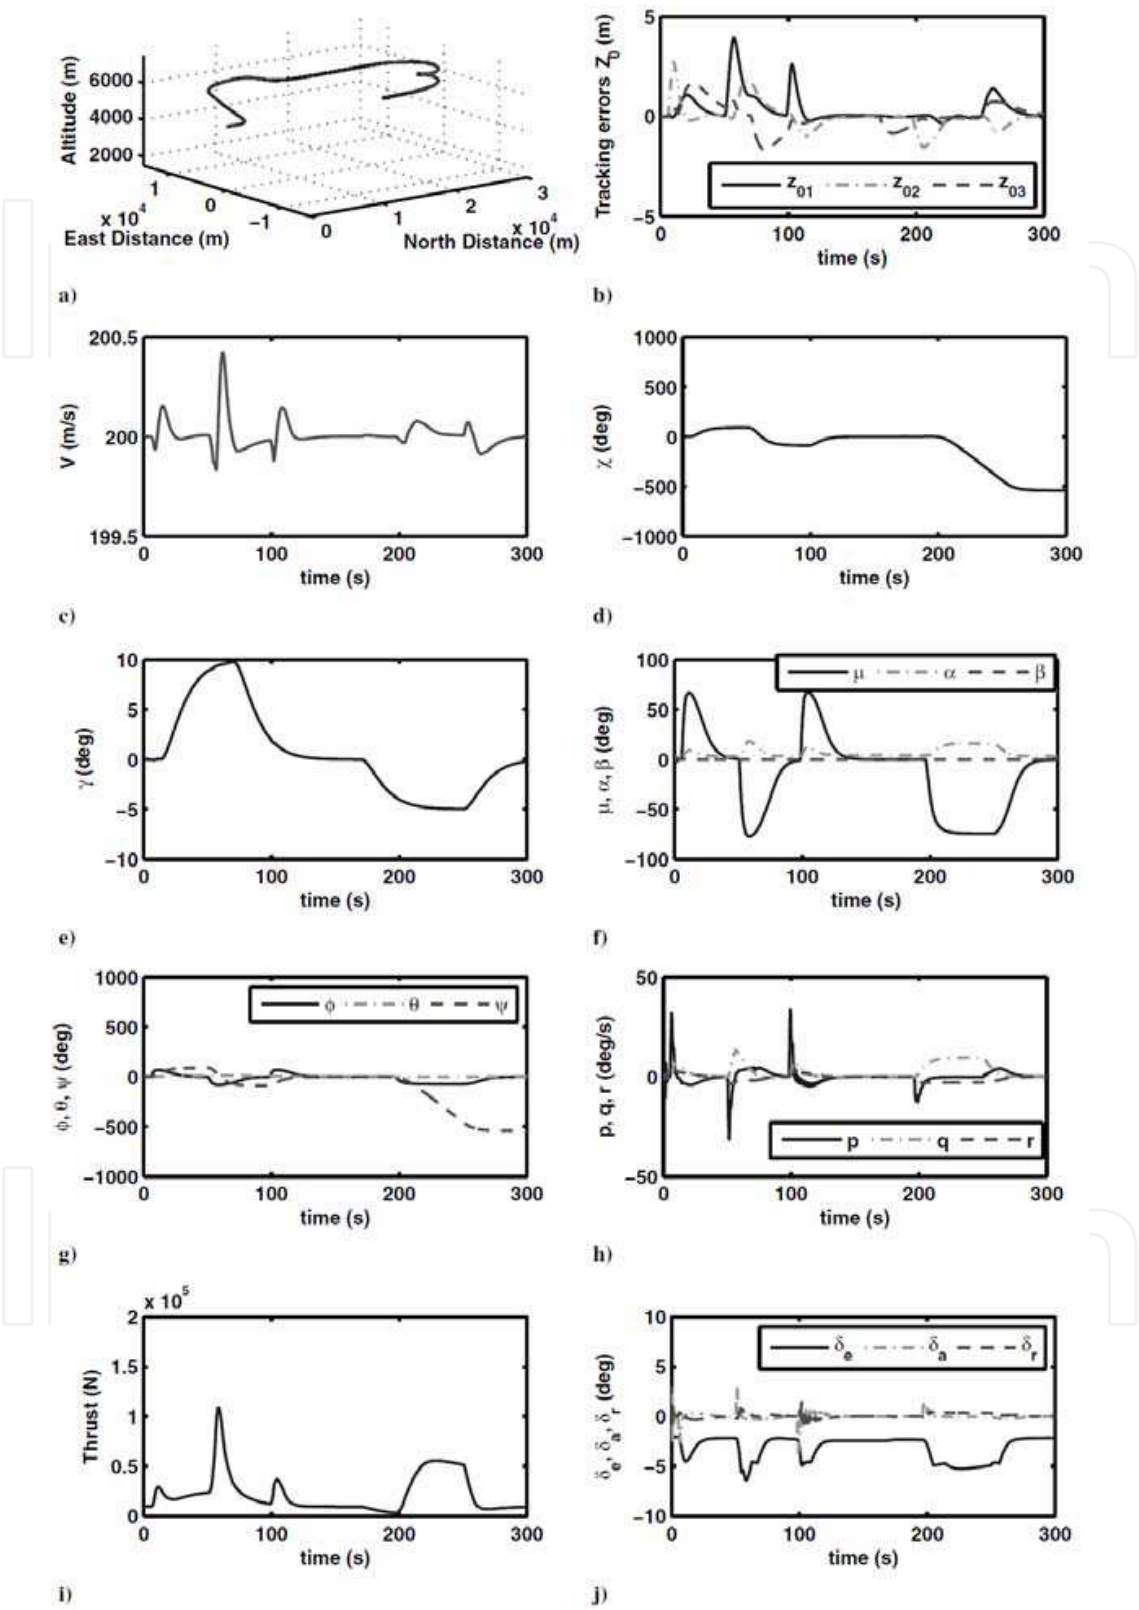 Altitude (m)
6000
4000
2000
1
0
−1
x 10^4
East Distance (m)
0
1
2
3
x 10^4
North Distance (m)
a)
Tracking errors Z_0 (m)
5
0
−5
z_01 z_02 z_03
0 100 200 300
time (s)
b)
V (m/s)
200.5
200
199.5
0 100 200 300
time (s)
c)
χ (deg)
1000
500
0
−500
−1000
0 100 200 300
time (s)
d)
γ (deg)
10
5
0
−5
−10
0 100 200 300
time (s)
e)
μ, α, β (deg)
100
50
0
−50
−100
μ α β
0 100 200 300
time (s)
f)
ϕ, θ, ψ (deg)
1000
500
0
−500
−1000
ϕ θ ψ
0 100 200 300
time (s)
g)
p, q, r (deg/s)
50
0
−50
p q r
0 100 200 300
time (s)
h)
Thrust (N)
x 10^5
2
1.5
1
0.5
0
0 100 200 300
time (s)
i)
δ_e, δ_a, δ_r (deg)
10
5
0
−5
−10
δ_e δ_a δ_r
0 100 200 300
time (s)
j)